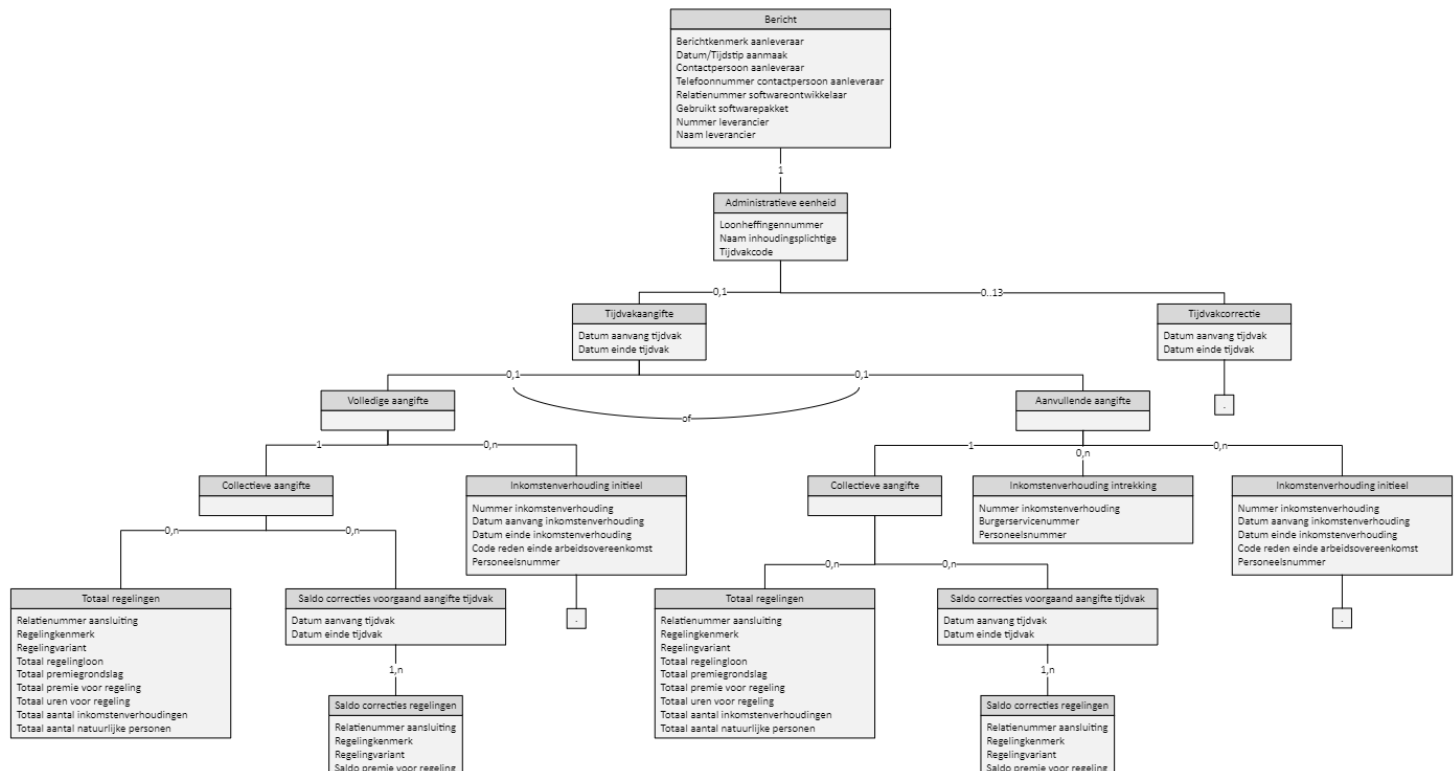 Bericht
Berichtkenmerk aanleveraar
Datum/Tijdstip aanmaak
Contactpersoon aanleveraar
Telefoonnummer contactpersoon aanleveraar
Relatienummer softwareontwikkelaar
Gebruikt softwarepakket
Nummer leverancier
Naam leverancier
1
Administratieve eenheid
Loonheffingennummer
Naam inhoudingsplichtige
Tijdvakcode
0,1
0..13
Tijdvakaangifte
Datum aanvang tijdvak
Datum einde tijdvak
Tijdvakcorrectie
Datum aanvang tijdvak
Datum einde tijdvak
.
0,1
0,1
of
Volledige aangifte
Aanvullende aangifte
1
0,n
1
0,n
0,n
Collectieve aangifte
Inkomstenverhouding initieel
Nummer inkomstenverhouding
Datum aanvang inkomstenverhouding
Datum einde inkomstenverhouding
Code reden einde arbeidsovereenkomst
Personeelsnummer
.
Collectieve aangifte
Inkomstenverhouding intrekking
Nummer inkomstenverhouding
Burgerservicenummer
Personeelsnummer
Inkomstenverhouding initieel
Nummer inkomstenverhouding
Datum aanvang inkomstenverhouding
Datum einde inkomstenverhouding
Code reden einde arbeidsovereenkomst
Personeelsnummer
.
0,n
0,n
Totaal regelingen
Relatienummer aansluiting
Regelingkenmerk
Regelingvariant
Totaal regelingloon
Totaal premiegrondslag
Totaal premie voor regeling
Totaal uren voor regeling
Totaal aantal inkomstenverhoudingen
Totaal aantal natuurlijke personen
Saldo correcties voorgaand aangifte tijdvak
Datum aanvang tijdvak
Datum einde tijdvak
1,n
Saldo correcties regelingen
Relatienummer aansluiting
Regelingkenmerk
Regelingvariant
Saldo premie voor regeling
0,n
0,n
Totaal regelingen
Relatienummer aansluiting
Regelingkenmerk
Regelingvariant
Totaal regelingloon
Totaal premiegrondslag
Totaal premie voor regeling
Totaal uren voor regeling
Totaal aantal inkomstenverhoudingen
Totaal aantal natuurlijke personen
Saldo correcties voorgaand aangifte tijdvak
Datum aanvang tijdvak
Datum einde tijdvak
1,n
Saldo correcties regelingen
Relatienummer aansluiting
Regelingkenmerk
Regelingvariant
Saldo premie voor regeling